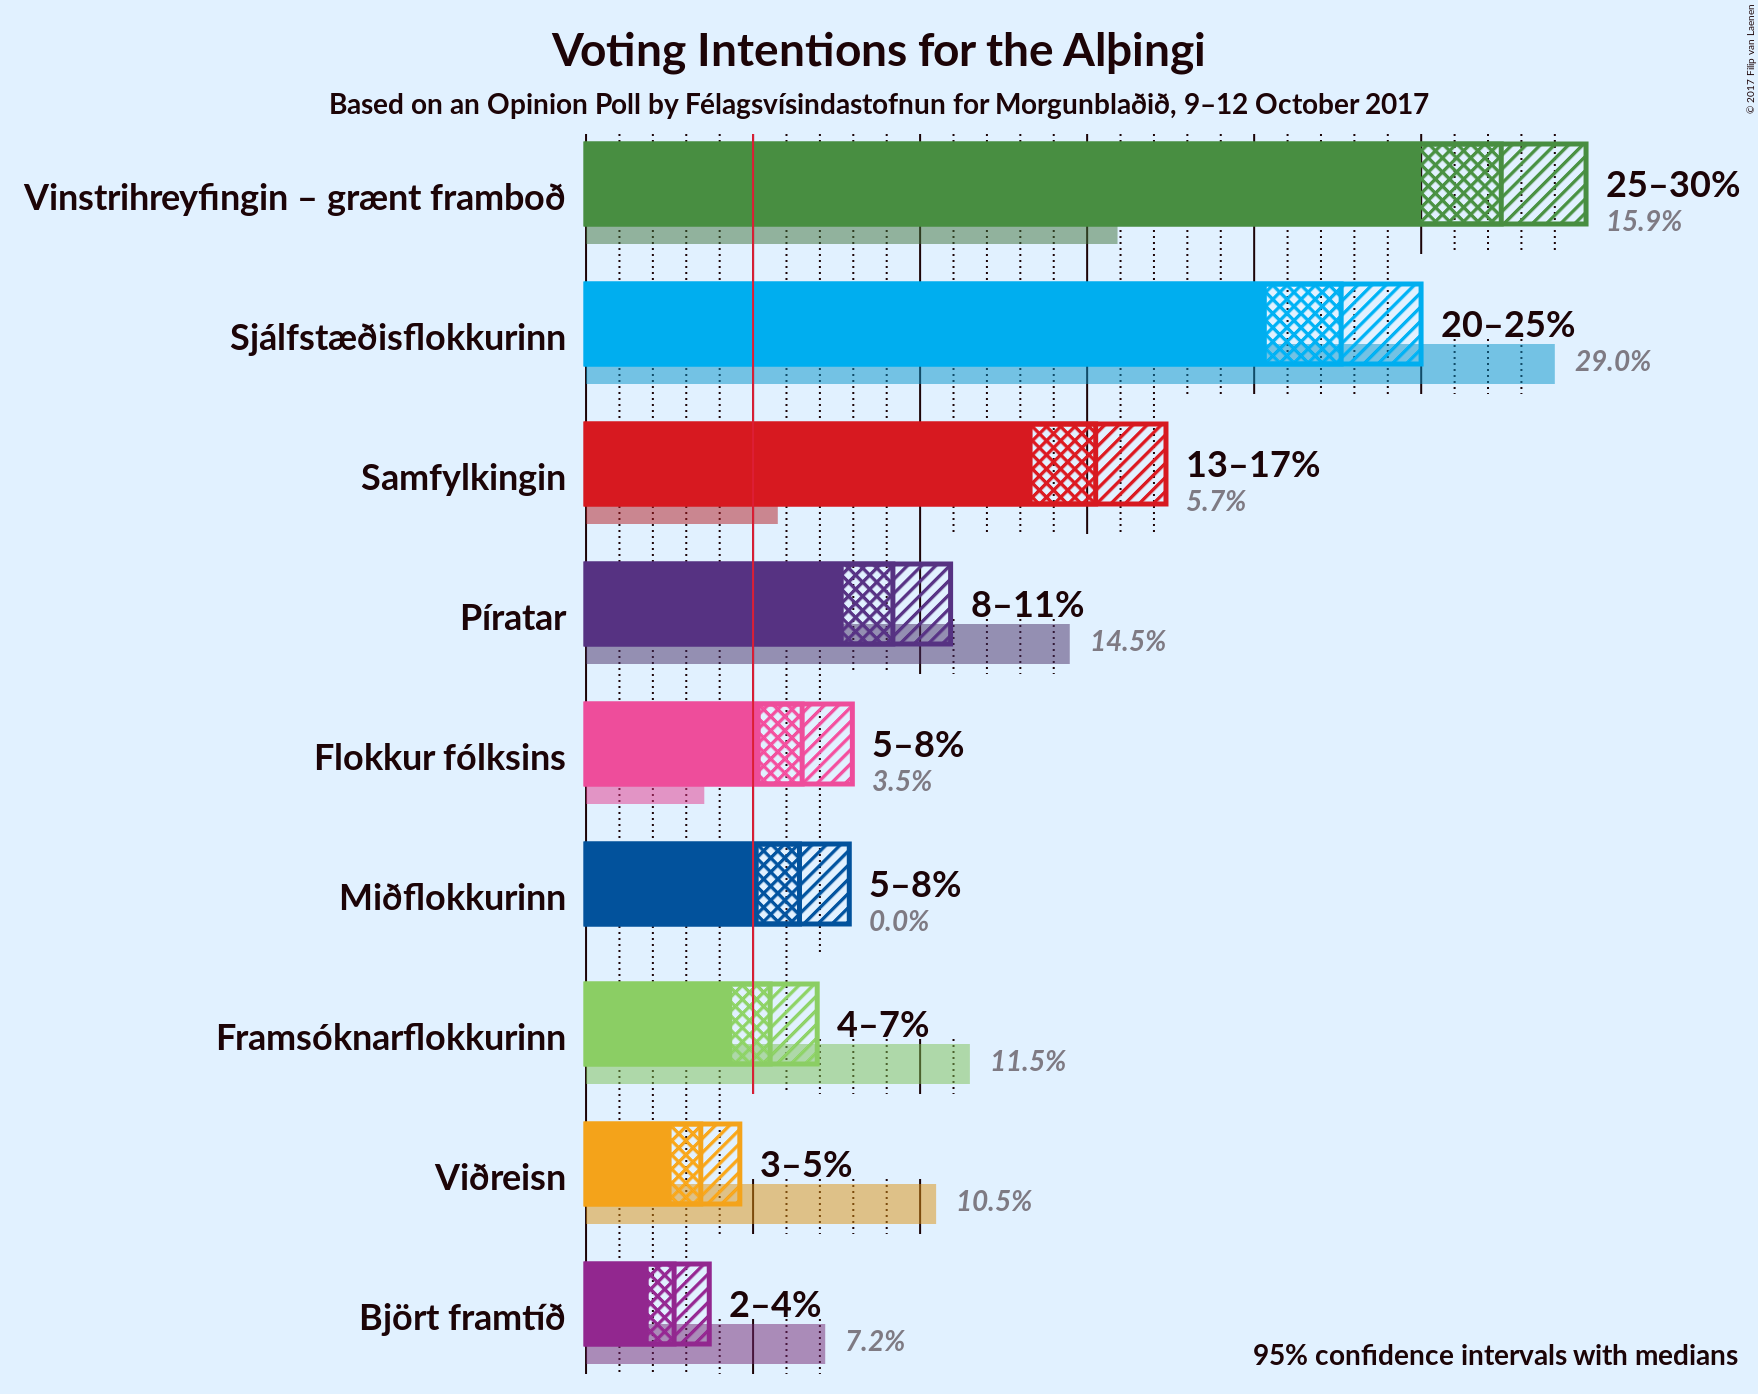 Voting Intentions for the Alþingi
Based on an Opinion Poll by Félagsvísindastofnun for Morgunblaðið, 9–12 October 2017
© 2017 Filip van Laenen
Vinstrihreyfingin – grænt framboð
25–30%
15.9%
Sjálfstæðisflokkurinn
20–25%
29.0%
Samfylkingin
13–17%
5.7%
Píratar
8–11%
14.5%
Flokkur fólksins
5–8%
3.5%
Miðflokkurinn
5–8%
0.0%
Framsóknarflokkurinn
4–7%
11.5%
Viðreisn
3–5%
10.5%
Björt framtíð
2–4%
7.2%
95% confidence intervals with medians